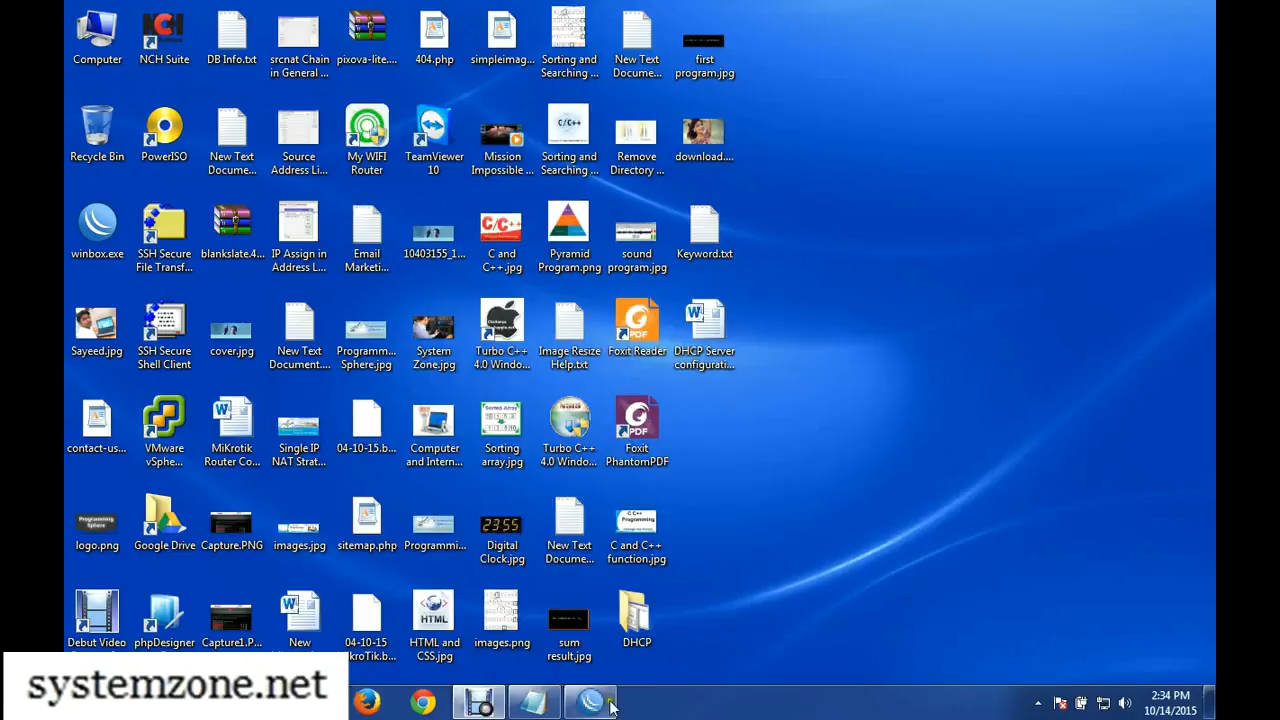 Computer
NCH Suite
DB Info.txt
srcnat Chain
in General ...
pixova-lite....
404.php
simpleimag...
Sorting and
Searching ...
New Text
Docume...
first
program.jpg
Recycle Bin
PowerISO
New Text
Docume...
Source
Address Li...
My WIFI
Router
TeamViewer
10
Mission
Impossible ...
C/C++
Sorting and
Searching ...
Remove
Directory ...
download....
winbox.exe
SSH Secure
File Transf...
blankslate.4...
IP Assign in
Address L...
Email
Marketi...
10403155_1...
C/C++
C and
C++.jpg
Pyramid
Program.png
sound
program.jpg
Keyword.txt
Sayeed.jpg
SSH Secure
Shell Client
cover.jpg
New Text
Document....
Programm...
Sphere.jpg
System
Zone.jpg
Turbo C++
4.0 Windo...
Image Resize
Help.txt
PDF
Foxit Reader
DHCP Server
configurati...
contact-us...
VMware
vSphe...
MiKrotik
Router Co...
Single IP
NAT Strat...
04-10-15.b...
Computer
and Intern...
Sorting
array.jpg
Turbo C++
4.0 Windo...
Foxit
PhantomPDF
Programming
Sphere
logo.png
Google Drive
Capture.PNG
images.jpg
sitemap.php
Programmi...
23:55
Digital
Clock.jpg
New Text
Docume...
C C++
Programming
C and C++
function.jpg
Debut Video
phpDesigner
Capture1.P...
New
04-10-15
HTML
HTML and
CSS.jpg
images.png
sum
result.jpg
DHCP
systemzone.net
2:34 PM
10/14/2015